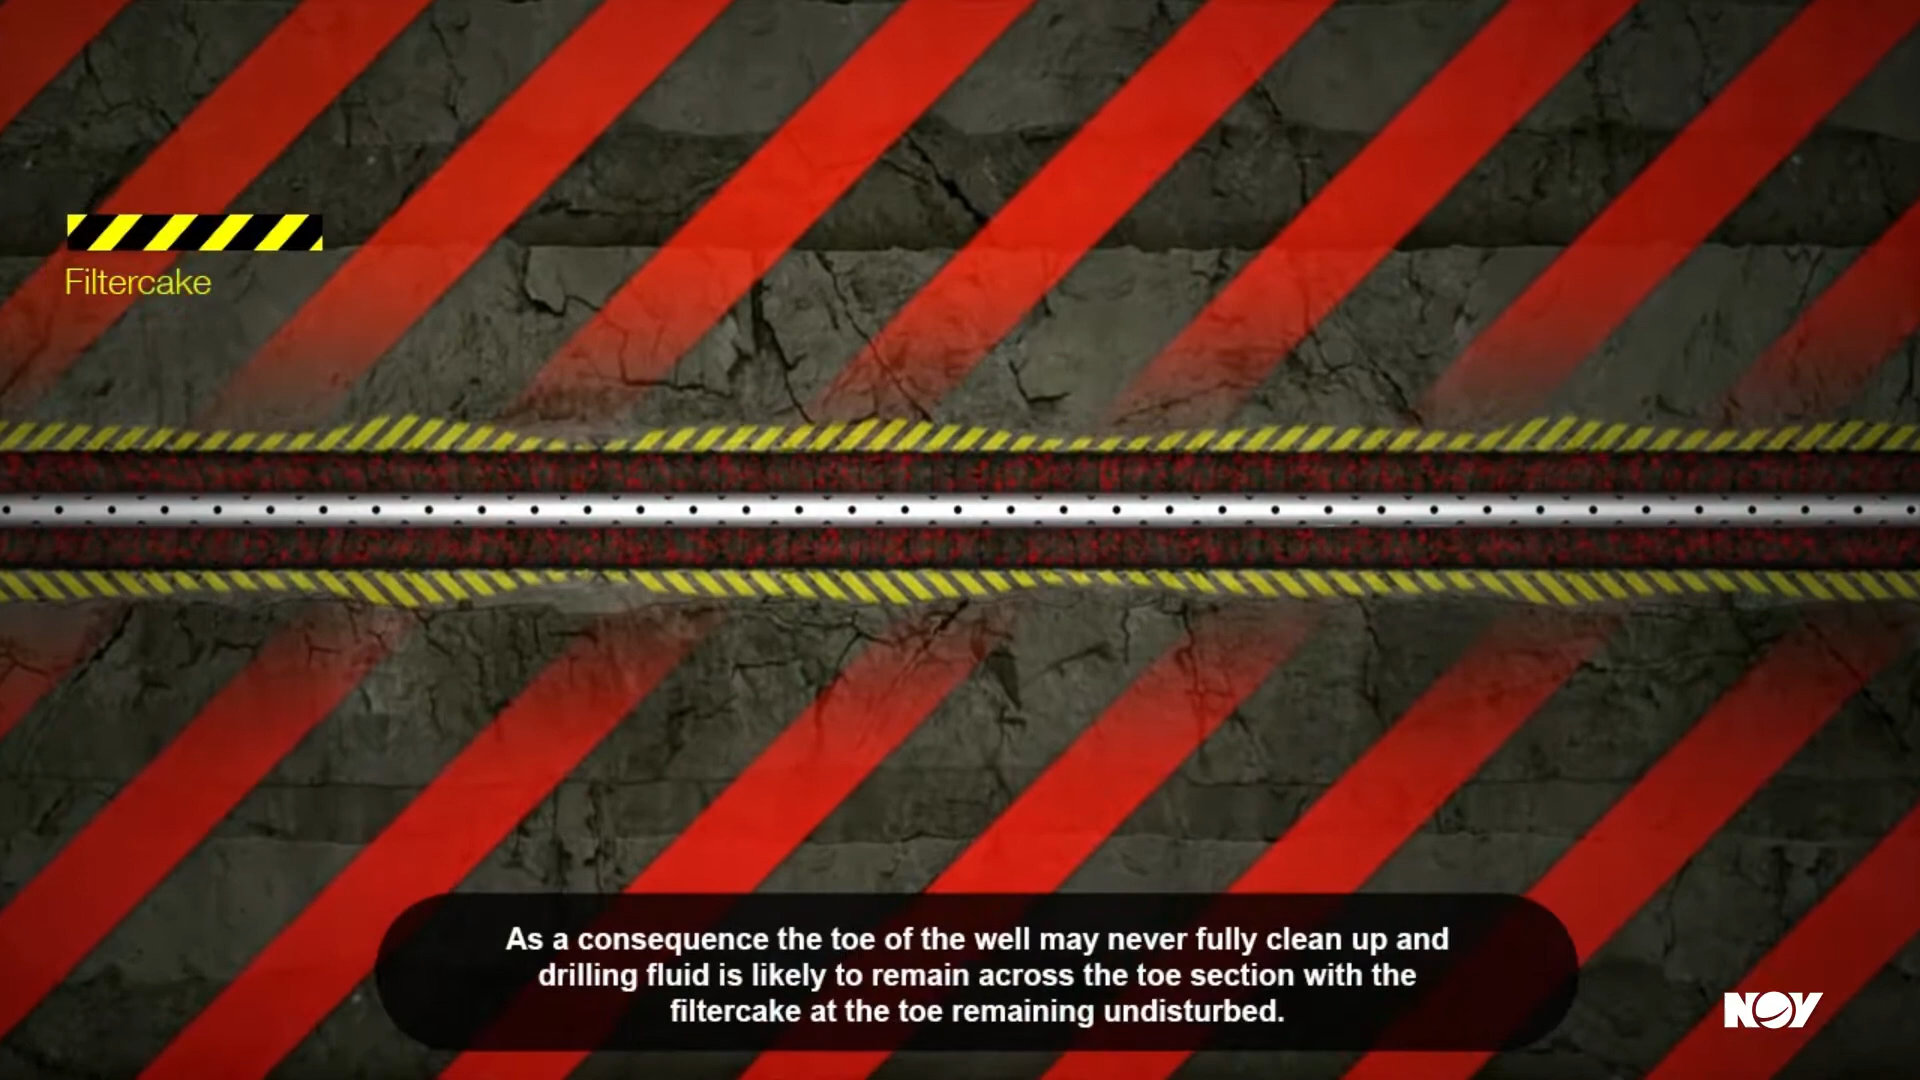 Filtercake
As a consequence the toe of the well may never fully clean up and
drilling fluid is likely to remain across the toe section with the
filtercake at the toe remaining undisturbed.
NOV